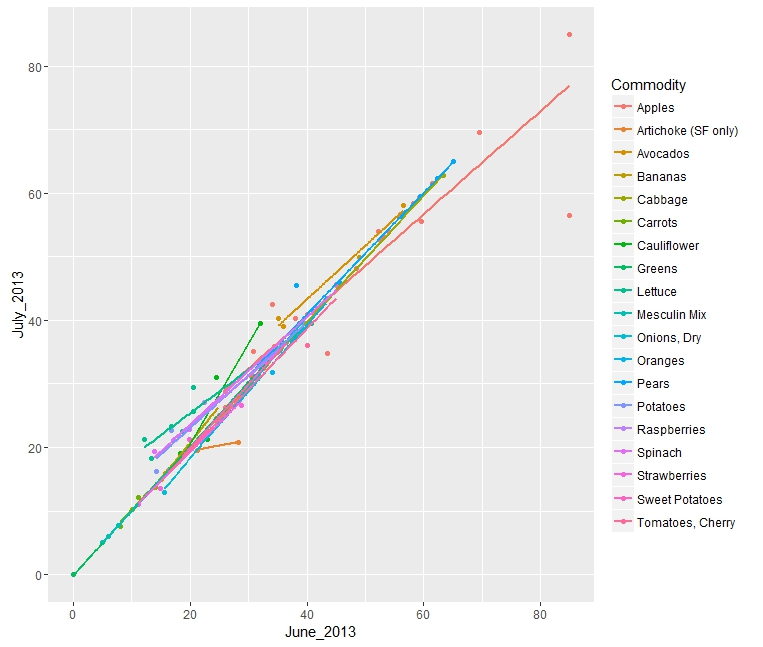 Commodity
Apples
Artichoke (SF only)
Avocados
Bananas
Cabbage
Carrots
Cauliflower
Greens
Lettuce
Mesculin Mix
Onions, Dry
Oranges
Pears
Potatoes
Raspberries
Spinach
Strawberries
Sweet Potatoes
Tomatoes, Cherry
July_2013
80
60
40
20
0
0 20 40 60 80
June_2013